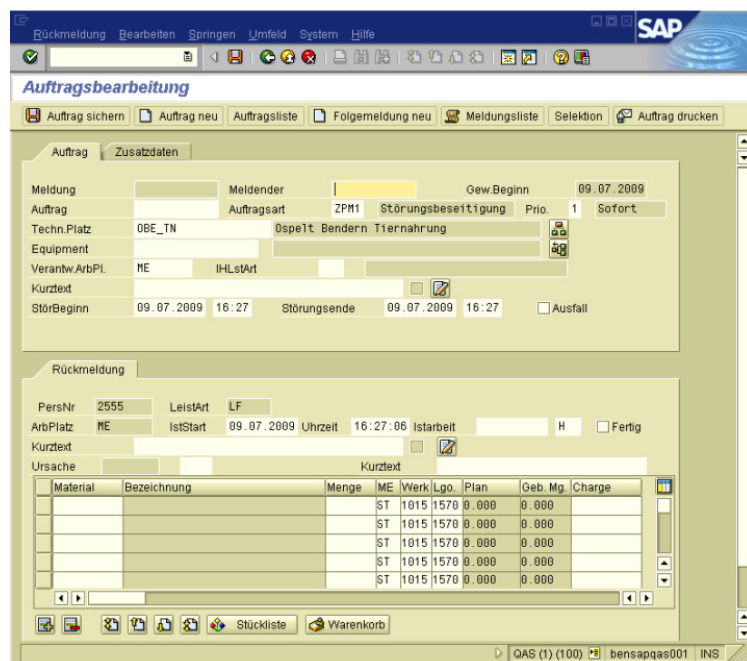 Rückmeldung Bearbeiten Springen Umfeld System Hilfe
SAP
Auftragsbearbeitung
Auftrag sichern Auftrag neu Auftragsliste Folgemeldung neu Meldungsliste Selektion Auftrag drucken
Auftrag Zusatzdaten
Meldung Meldender Gew.Beginn 09.07.2009
Auftrag Auftragsart ZPM1 Störungsbeseitigung Prio. 1 Sofort
Techn.Platz OBE_TN Ospelt Bendern Tiernahrung
Equipment
Verantw.ArbPl. ME IHLstArt
Kurztext
StörBeginn 09.07.2009 16:27 Störungsende 09.07.2009 16:27 Ausfall
Rückmeldung
PersNr 2555 LeistArt LF
ArbPlatz ME IstStart 09.07.2009 Uhrzeit 16:27:06 Istarbeit H Fertig
Kurztext
Ursache Kurztext
Material Bezeichnung Menge ME Werk Lgo. Plan Geb. Mg. Charge
ST 1015 1570 0.000 0.000
ST 1015 1570 0.000 0.000
ST 1015 1570 0.000 0.000
ST 1015 1570 0.000 0.000
ST 1015 1570 0.000 0.000
Stückliste Warenkorb
QAS (1) (100) bensapqas001 INS